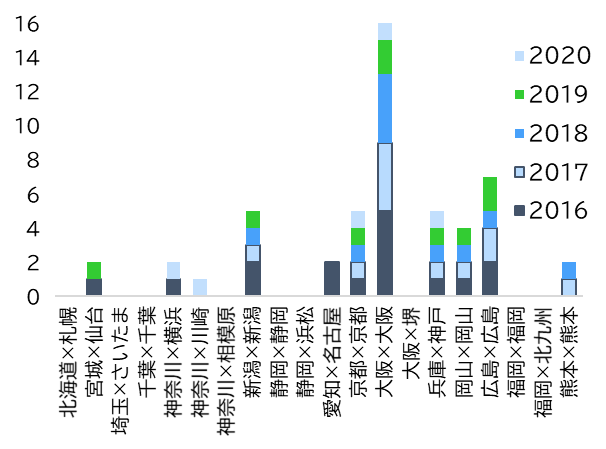 16
14
12
10
8
6
4
2
0
2020
2019
2018
2017
2016
北海道×札幌
宮城×仙台
埼玉×さいたま
千葉×千葉
神奈川×横浜
神奈川×川崎
神奈川×相模原
新潟×新潟
静岡×静岡
静岡×浜松
愛知×名古屋
京都×京都
大阪×大阪
大阪×堺
兵庫×神戸
岡山×岡山
広島×広島
福岡×福岡
福岡×北九州
熊本×熊本